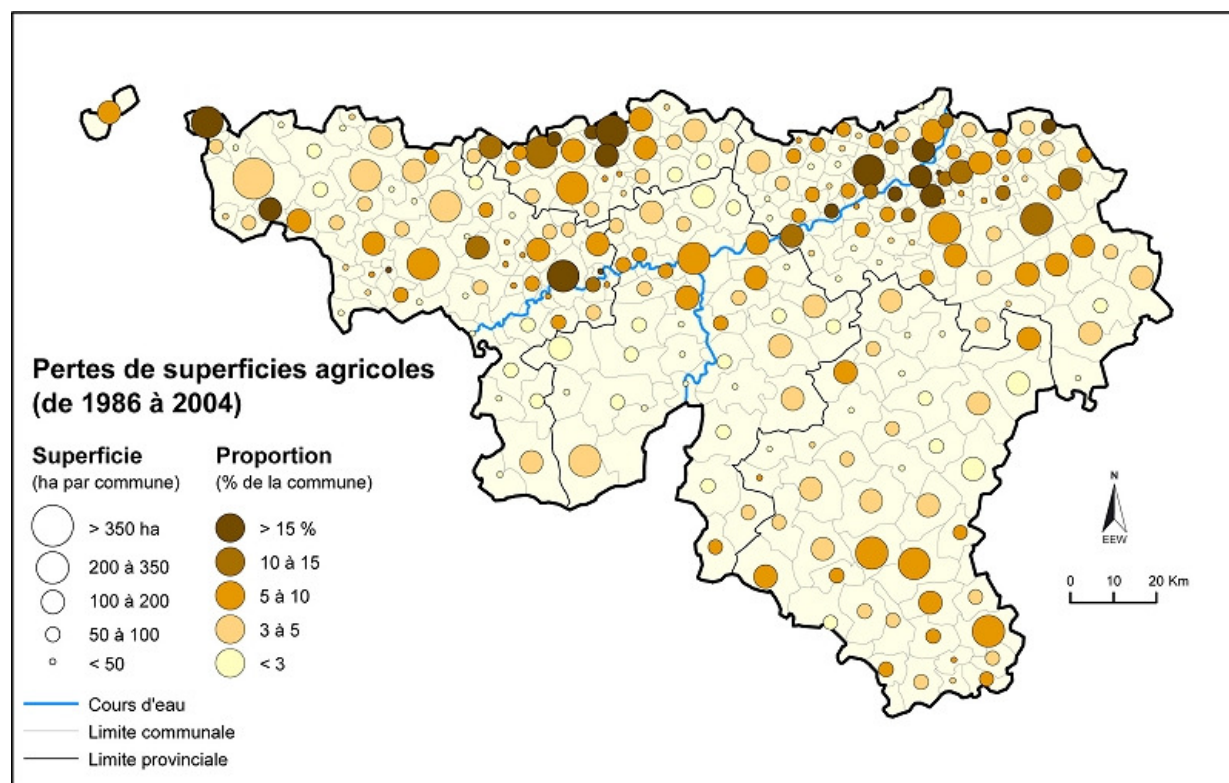 Pertes de superficies agricoles
(de 1986 à 2004)
Superficie
(ha par commune)
> 350 ha
200 à 350
100 à 200
50 à 100
< 50
Proportion
(% de la commune)
> 15 %
10 à 15
5 à 10
3 à 5
< 3
Cours d'eau
Limite communale
Limite provinciale
N
EEW
0 10 20 Km